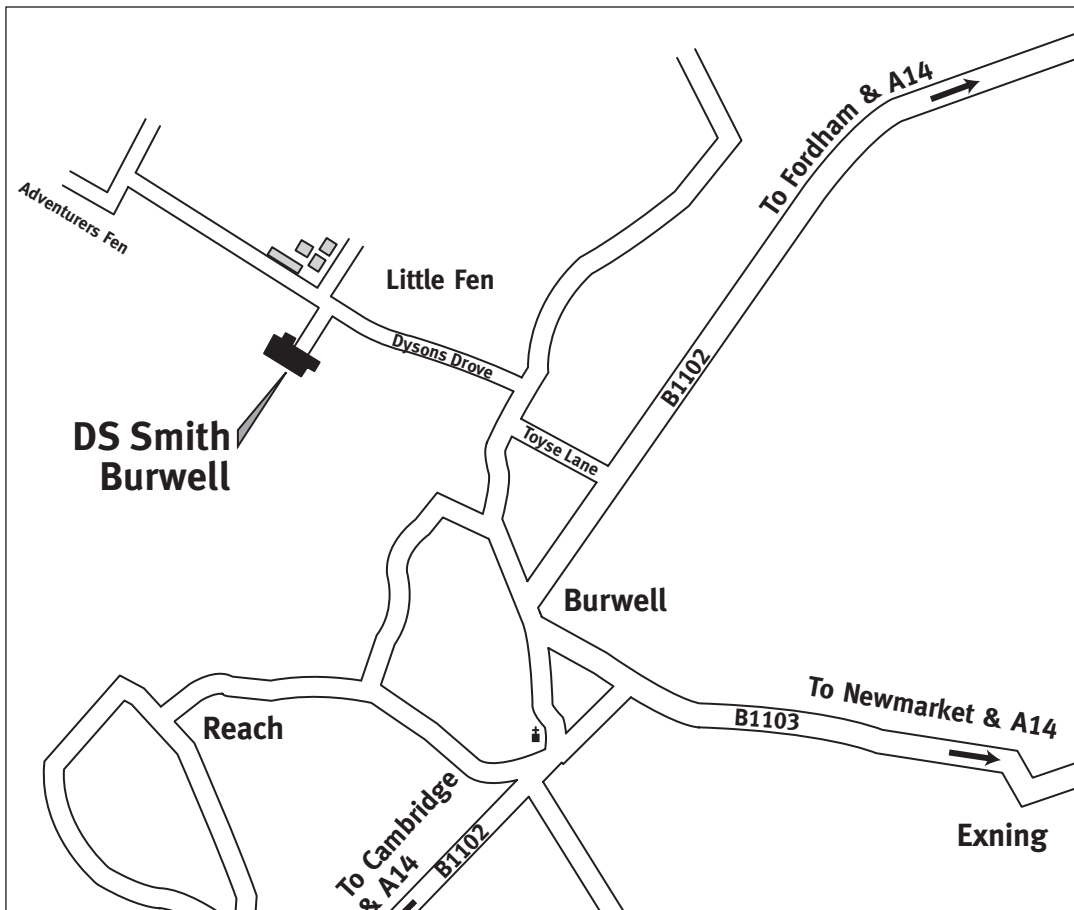 To Fordham & A14
Adventurers Fen
Little Fen
Dysons Drove
B1102
DS Smith
Burwell
Toyse Lane
Burwell
To Newmarket & A14
B1103
Reach
To Cambridge
& A14
B1102
Exning